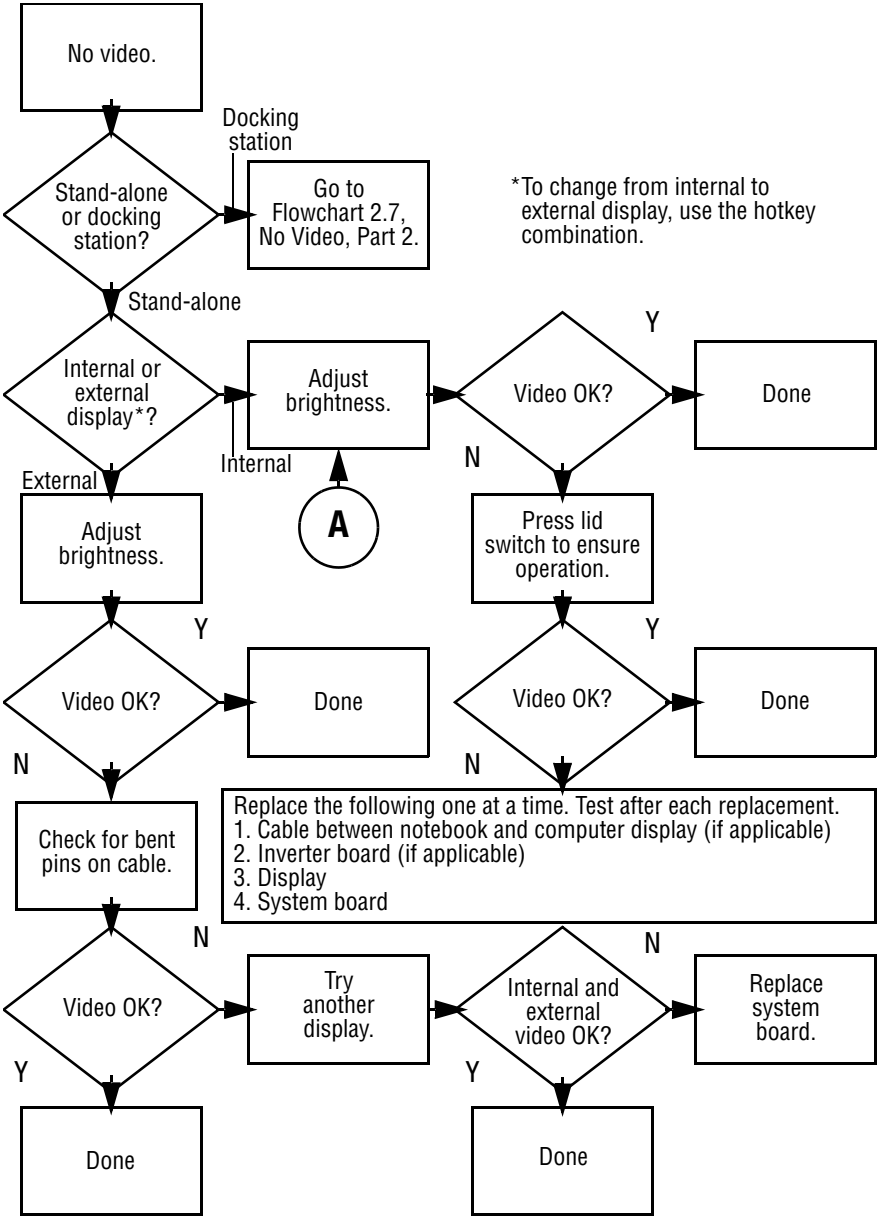 No video.
Docking
station
Stand-alone
or docking
station?
Go to
Flowchart 2.7,
No Video, Part 2.
*To change from internal to
external display, use the hotkey
combination.
Stand-alone
Internal or
external
display*?
Internal
Adjust
brightness.
Video OK?
Y
Done
N
External
A
Adjust
brightness.
Press lid
switch to ensure
operation.
Video OK?
Y
Done
N
Video OK?
Y
Done
N
Check for bent
pins on cable.
Replace the following one at a time. Test after each replacement.
1. Cable between notebook and computer display (if applicable)
2. Inverter board (if applicable)
3. Display
4. System board
Video OK?
N
Try
another
display.
Internal and
external
video OK?
N
Replace
system
board.
Y
Done
Y
Done